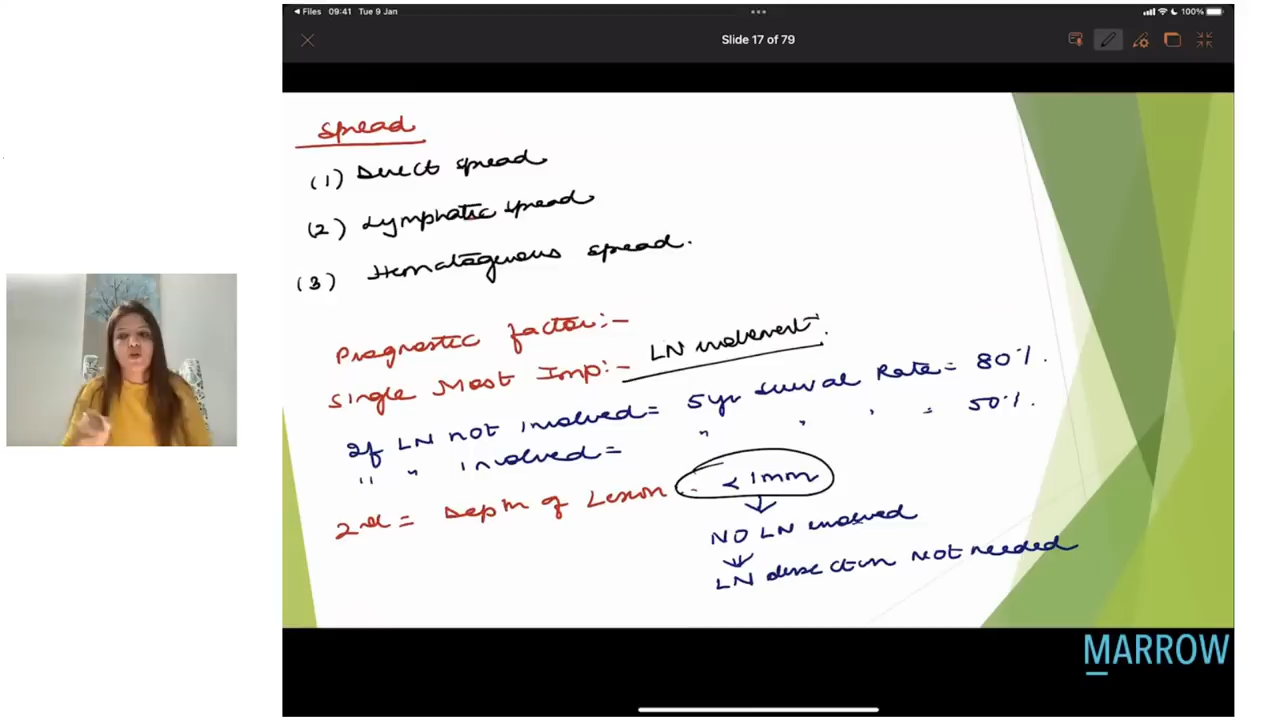 Files 09:41 Tue 9 Jan
100%
Slide 17 of 79
Spread
(1) Direct spread
(2) Lymphatic spread
(3) Hematogenous spread.
Prognostic factor:-
Single Most Imp:- LN involvement.
If LN not involved = 5yr survival Rate = 80%.
" " involved = " " " = 50%.
2nd = Depth of Lesion : < 1mm
NO LN involved
LN dissection Not needed
MARROW